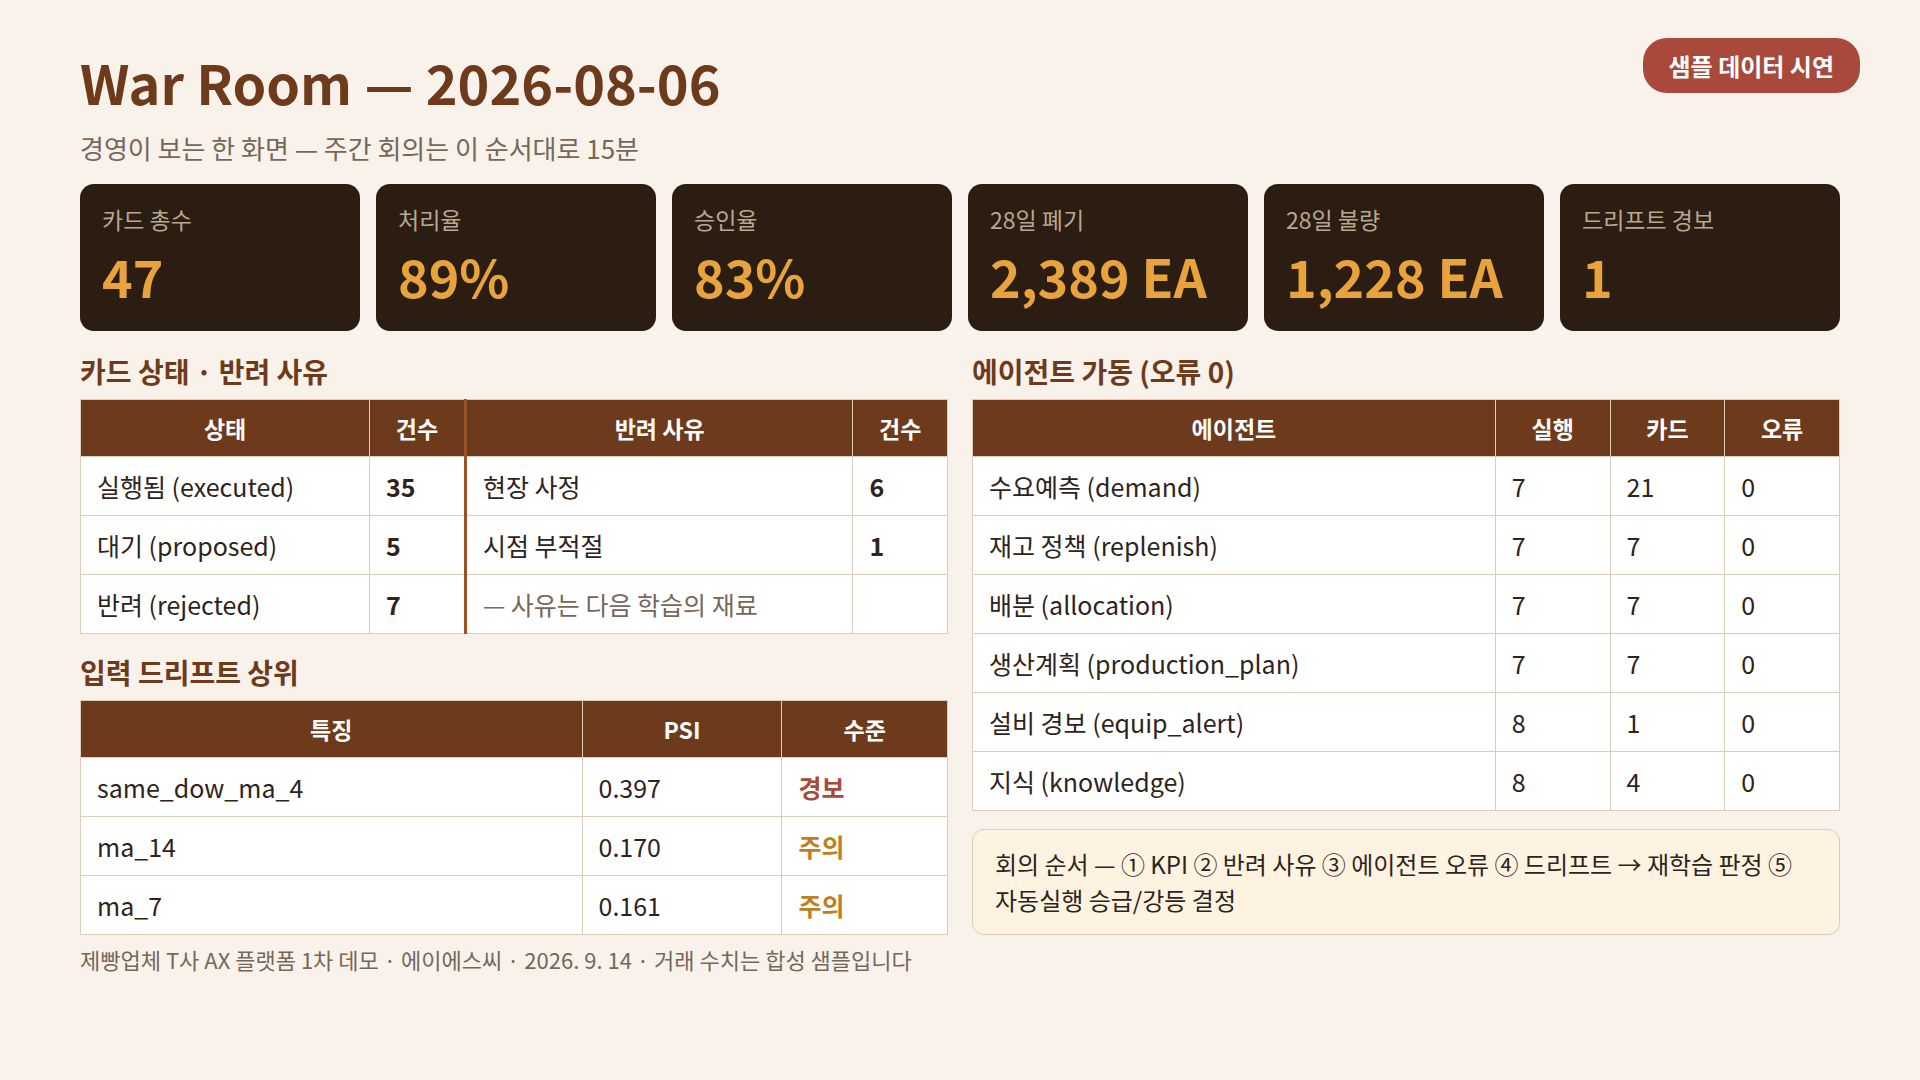 War Room — 2026-08-06
샘플 데이터 시연
경영이 보는 한 화면 — 주간 회의는 이 순서대로 15분
카드 총수
47
처리율
89%
승인율
83%
28일 폐기
2,389 EA
28일 불량
1,228 EA
드리프트 경보
1
카드 상태 · 반려 사유
상태 건수 반려 사유 건수
실행됨 (executed) 35 현장 사정 6
대기 (proposed) 5 시점 부적절 1
반려 (rejected) 7 — 사유는 다음 학습의 재료
입력 드리프트 상위
특징 PSI 수준
same_dow_ma_4 0.397 경보
ma_14 0.170 주의
ma_7 0.161 주의
에이전트 가동 (오류 0)
에이전트 실행 카드 오류
수요예측 (demand) 7 21 0
재고 정책 (replenish) 7 7 0
배분 (allocation) 7 7 0
생산계획 (production_plan) 7 7 0
설비 경보 (equip_alert) 8 1 0
지식 (knowledge) 8 4 0
회의 순서 — ① KPI ② 반려 사유 ③ 에이전트 오류 ④ 드리프트 → 재학습 판정 ⑤
자동실행 승급/강등 결정
제빵업체 T사 AX 플랫폼 1차 데모 · 에이에스씨 · 2026. 9. 14 · 거래 수치는 합성 샘플입니다